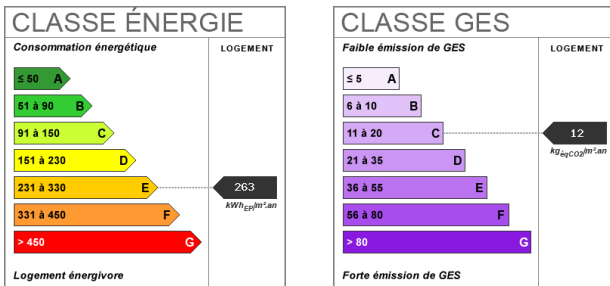 CLASSE ÉNERGIE
Consommation énergétique
LOGEMENT
≤ 50 A
51 à 90 B
91 à 150 C
151 à 230 D
231 à 330 E
263
kWhEP/m².an
331 à 450 F
> 450 G
Logement énergivore
CLASSE GES
Faible émission de GES
LOGEMENT
≤ 5 A
6 à 10 B
11 à 20 C
12
kgéqCO2/m².an
21 à 35 D
36 à 55 E
56 à 80 F
> 80 G
Forte émission de GES